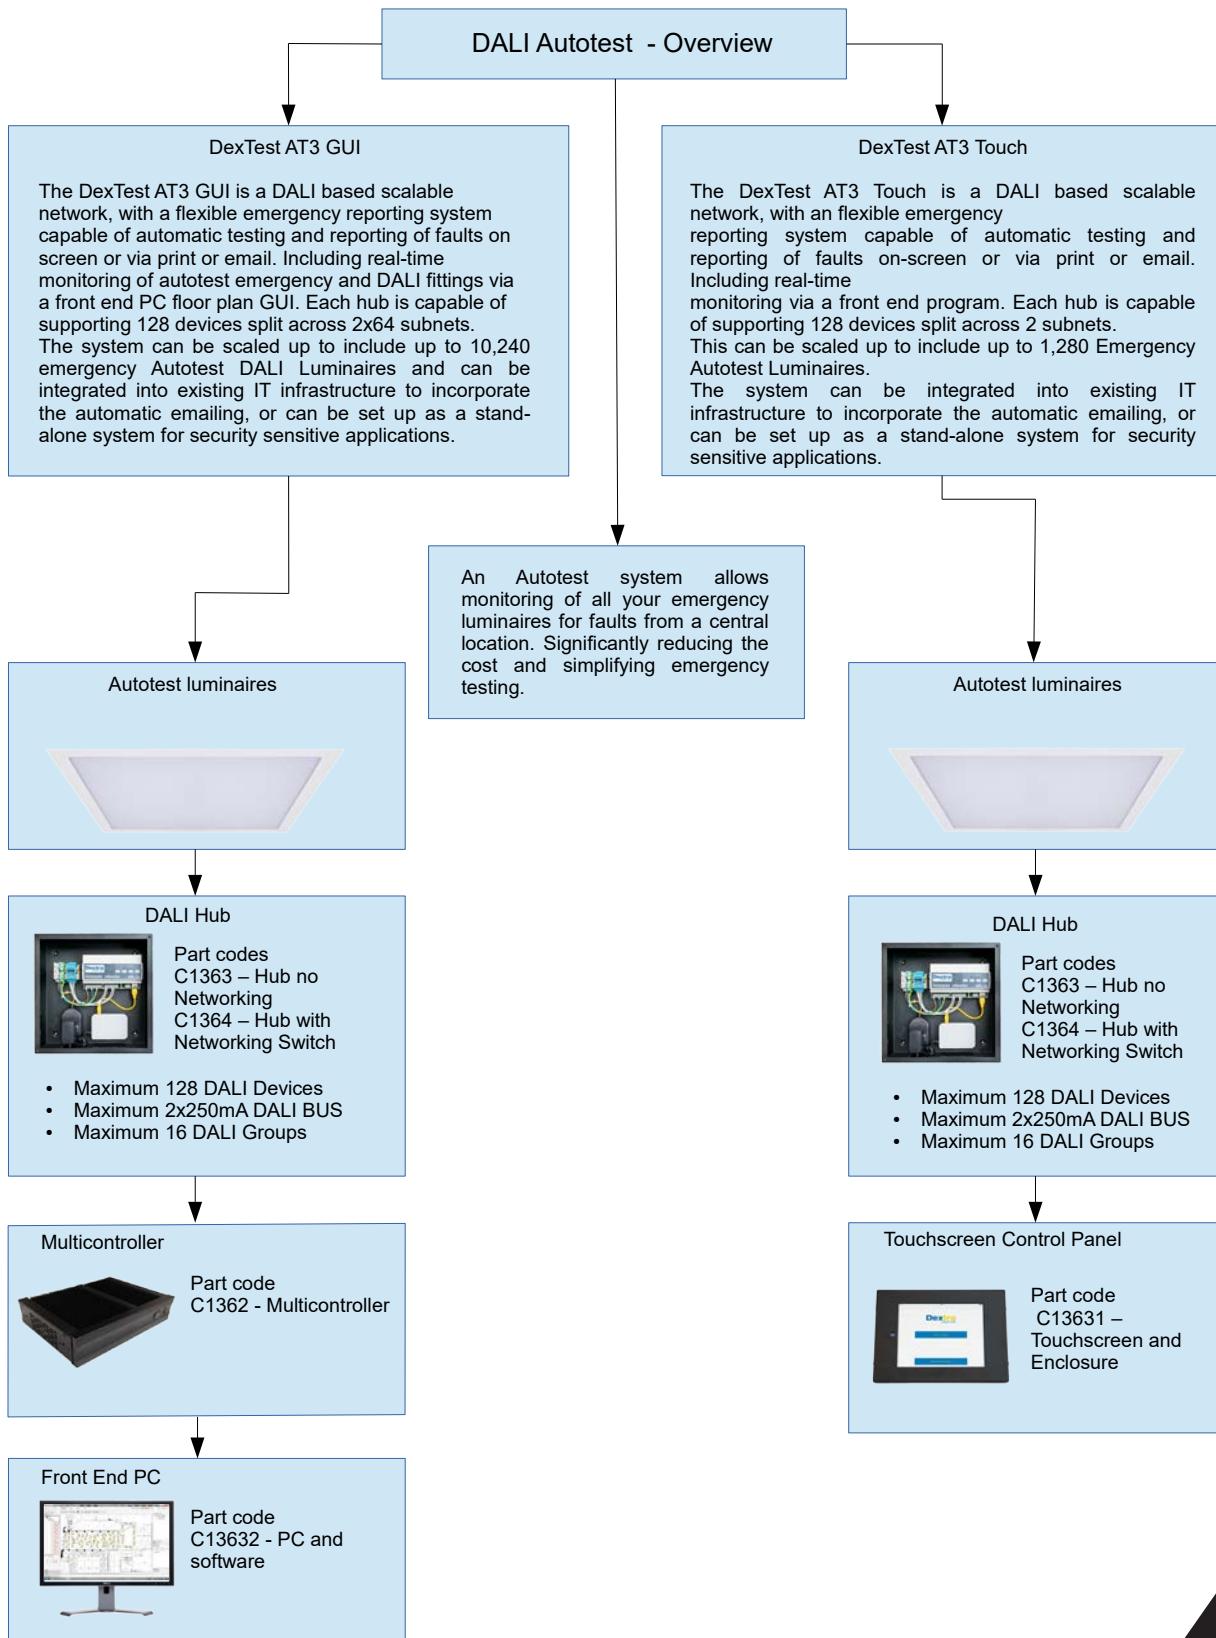 DALI Autotest - Overview
DexTest AT3 GUI
The DexTest AT3 GUI is a DALI based scalable
network, with a flexible emergency reporting system
capable of automatic testing and reporting of faults on
screen or via print or email. Including real-time
monitoring of autotest emergency and DALI fittings via
a front end PC floor plan GUI. Each hub is capable of
supporting 128 devices split across 2x64 subnets.
The system can be scaled up to include up to 10,240
emergency Autotest DALI Luminaires and can be
integrated into existing IT infrastructure to incorporate
the automatic emailing, or can be set up as a stand-
alone system for security sensitive applications.
DexTest AT3 Touch
The DexTest AT3 Touch is a DALI based scalable
network, with an flexible emergency
reporting system capable of automatic testing and
reporting of faults on-screen or via print or email.
Including real-time
monitoring via a front end program. Each hub is capable
of supporting 128 devices split across 2 subnets.
This can be scaled up to include up to 1,280 Emergency
Autotest Luminaires.
The system can be integrated into existing IT
infrastructure to incorporate the automatic emailing, or
can be set up as a stand-alone system for security
sensitive applications.
An Autotest system allows
monitoring of all your emergency
luminaires for faults from a central
location. Significantly reducing the
cost and simplifying emergency
testing.
Autotest luminaires
DALI Hub
Part codes
C1363 – Hub no
Networking
C1364 – Hub with
Networking Switch
• Maximum 128 DALI Devices
• Maximum 2x250mA DALI BUS
• Maximum 16 DALI Groups
Multicontroller
Part code
C1362 - Multicontroller
Front End PC
Part code
C13632 - PC and
software
Autotest luminaires
DALI Hub
Part codes
C1363 – Hub no
Networking
C1364 – Hub with
Networking Switch
• Maximum 128 DALI Devices
• Maximum 2x250mA DALI BUS
• Maximum 16 DALI Groups
Touchscreen Control Panel
Dextra
Part code
C13631 –
Touchscreen and
Enclosure